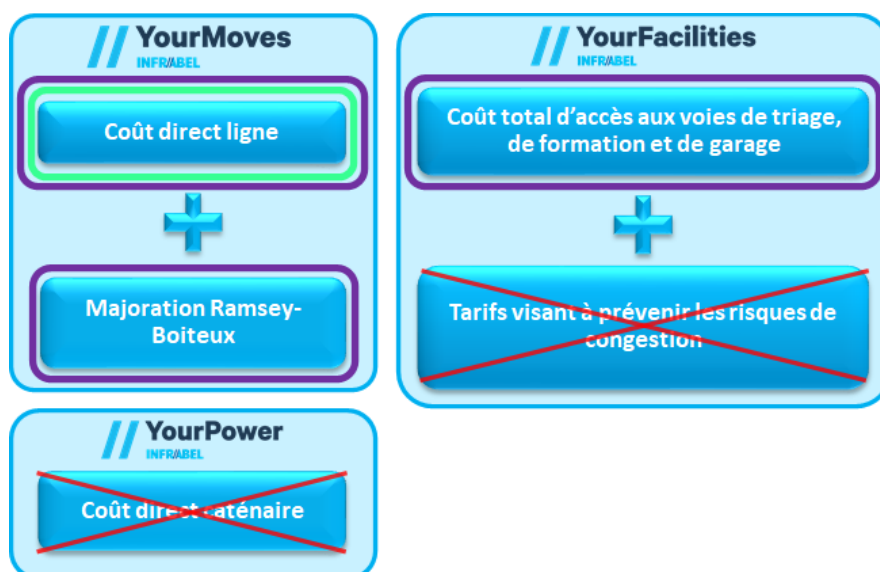 YourMoves
INFRABEL
Coût direct ligne
Majoration Ramsey-
Boiteux
YourFacilities
INFRABEL
Coût total d'accès aux voies de triage,
de formation et de garage
Tarifs visant à prévenir les risques de
congestion
YourPower
INFRABEL
Coût direct caténaire